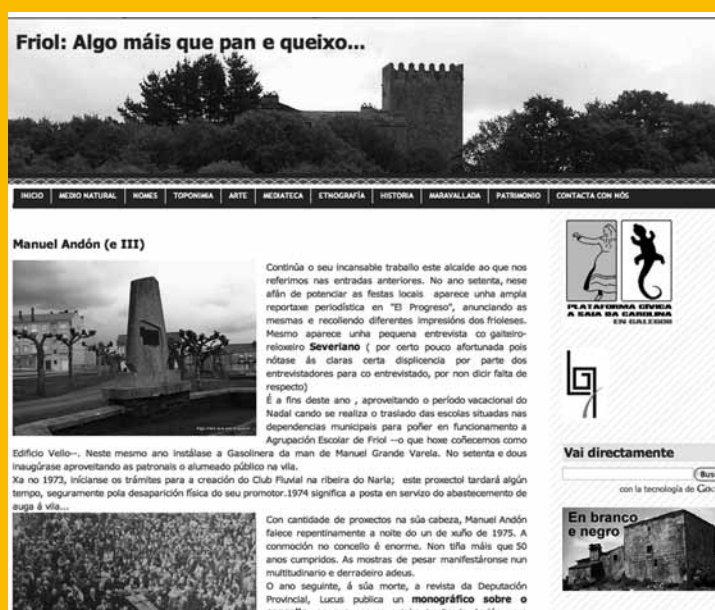 Friol: Algo máis que pan e queixo...
INICIO MEDIO NATURAL NOMES TOPONIMIA ARTE MEDIATECA ETNOGRAFÍA HISTORIA MARAVALLADA PATRIMONIO CONTACTA CON NÓS
Manuel Andón (e III)
Continúa o seu incansable traballo este alcalde ao que nos
referimos nas entradas anteriores. No ano setenta, nese
afán de potenciar as festas locais aparece unha ampla
reportaxe periodística en "El Progreso", anunciando as
mesmas e recollendo diferentes impresións dos frioleses.
Mesmo aparece unha pequena entrevista co gaiteiro-
reloxeiro Severiano ( por certo pouco afortunada pois
nótase ás claras certa displicencia por parte dos
entrevistadores para co entrevistado, por non dicir falta de
respecto)
É a fins deste ano , aproveitando o período vacacional do
Nadal cando se realiza o traslado das escolas situadas nas
dependencias municipais para poñer en funcionamento a
Agrupación Escolar de Friol --o que hoxe coñecemos como
Edificio Vello--. Neste mesmo ano instálase a Gasolinera da man de Manuel Grande Varela. No setenta e dous
inaugúrase aproveitando as patronais o alumeado público na vila.
Xa no 1973, inícianse os trámites para a creación do Club Fluvial na ribeira do Narla; este proxectol tardará algún
tempo, seguramente pola desaparición física do seu promotor.1974 significa a posta en servizo do abastecemento de
auga á vila...
Con cantidade de proxectos na súa cabeza, Manuel Andón
falece repentinamente a noite do un de xuño de 1975. A
conmoción no concello é enorme. Non tiña máis que 50
anos cumpridos. As mostras de pesar manifestáronse nun
multitudinario e derradeiro adeus.
O ano seguinte, á súa morte, a revista da Deputación
Provincial, Lucus publica un monográfico sobre o
PLATAFORMA CÍVICA
A SAIA DA CAROLINA
EN GALEGO
Vai directamente
Bus
con la tecnología de Goo
En branco
e negro